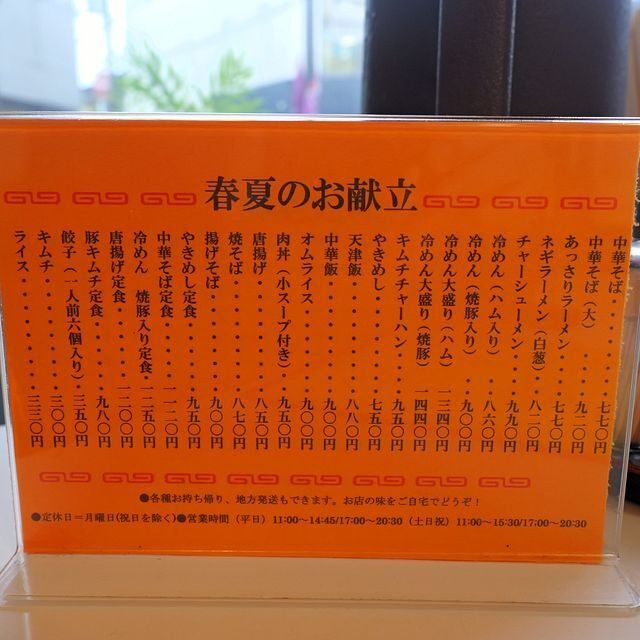 春夏のお献立
中華そば・・・・・・七七〇円
中華そば（大）・・・九二〇円
あっさりラーメン・・・七七〇円
ネギラーメン（白葱）・・八二〇円
チャーシューメン・・・九九〇円
冷めん（ハム入り）・・八六〇円
冷めん（焼豚入り）・・九〇〇円
冷めん大盛り（ハム）一三四〇円
冷めん大盛り（焼豚）一四四〇円
キムチチャーハン・・・九五〇円
やきめし・・・・・・七五〇円
天津飯・・・・・・・八八〇円
中華飯・・・・・・・九〇〇円
オムライス・・・・・九〇〇円
肉丼（小スープ付き）・・九五〇円
唐揚げ・・・・・・・八五〇円
焼そば・・・・・・・八七〇円
揚げそば・・・・・・九〇〇円
やきめし定食・・・・九五〇円
中華そば定食・・・一一二〇円
冷めん 焼豚入り定食・一二五〇円
唐揚げ定食・・・・一二〇〇円
豚キムチ定食・・・・九八〇円
餃子（一人前六個入り）・・三五〇円
キムチ・・・・・・・三〇〇円
ライス・・・・・・・三三〇円
●各種お持ち帰り、地方発送もできます。お店の味をご自宅でどうぞ！
●定休日＝月曜日(祝日を除く)●営業時間（平日）11:00～14:45/17:00～20:30（土日祝）11:00～15:30/17:00～20:30